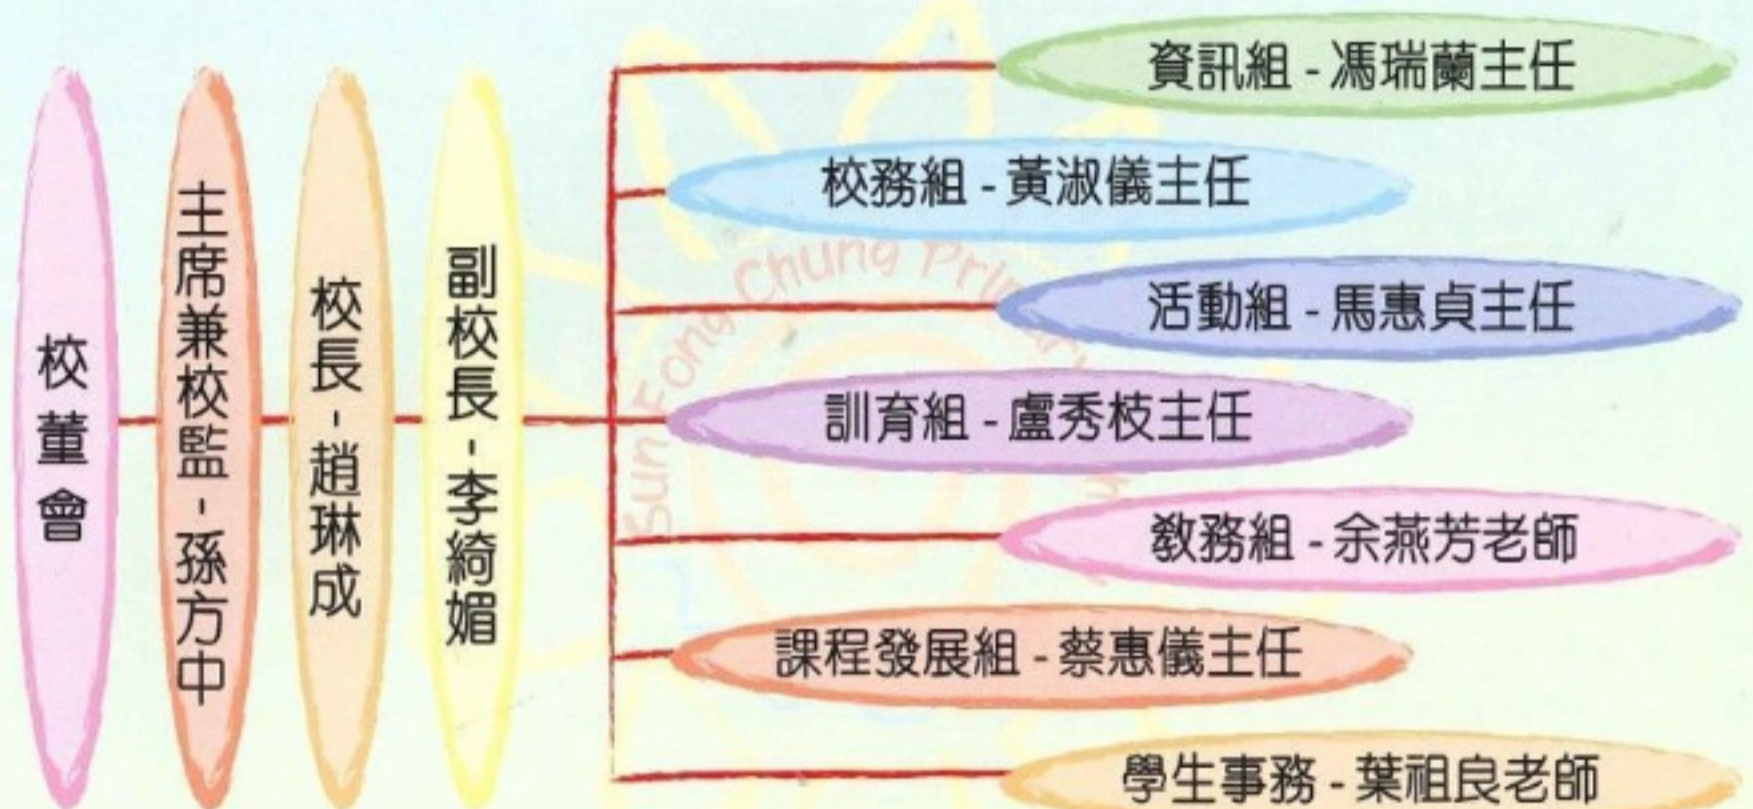 校董會
主席兼校監 - 孫方中
校長 - 趙琳成
副校長 - 李綺媚
資訊組 - 馮瑞蘭主任
校務組 - 黃淑儀主任
活動組 - 馬惠貞主任
訓育組 - 盧秀枝主任
教務組 - 余燕芳老師
課程發展組 - 蔡惠儀主任
學生事務 - 葉祖良老師
Sun Fong Chung Primary